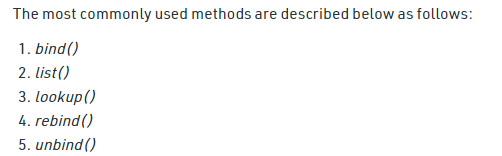 The most commonly used methods are described below as follows:
1. bind()
2. list()
3. lookup()
4. rebind()
5. unbind()